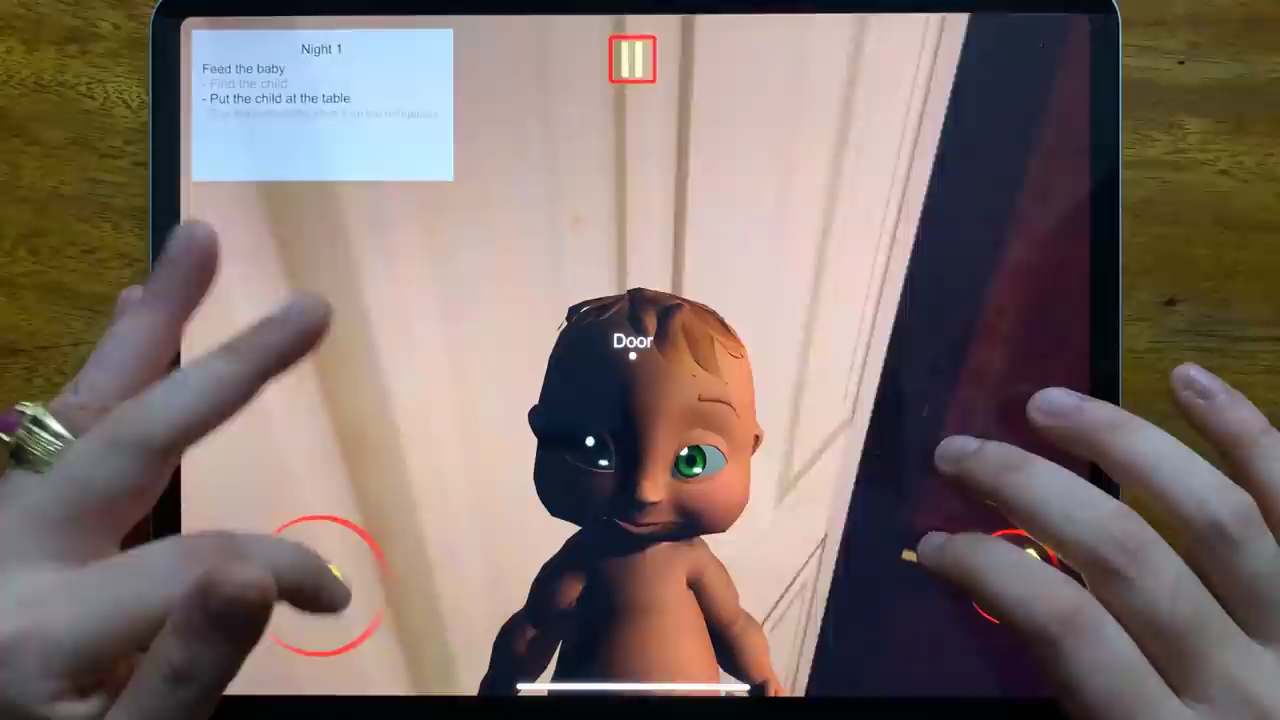 Night 1
Feed the baby
- Find the child
- Put the child at the table
Door